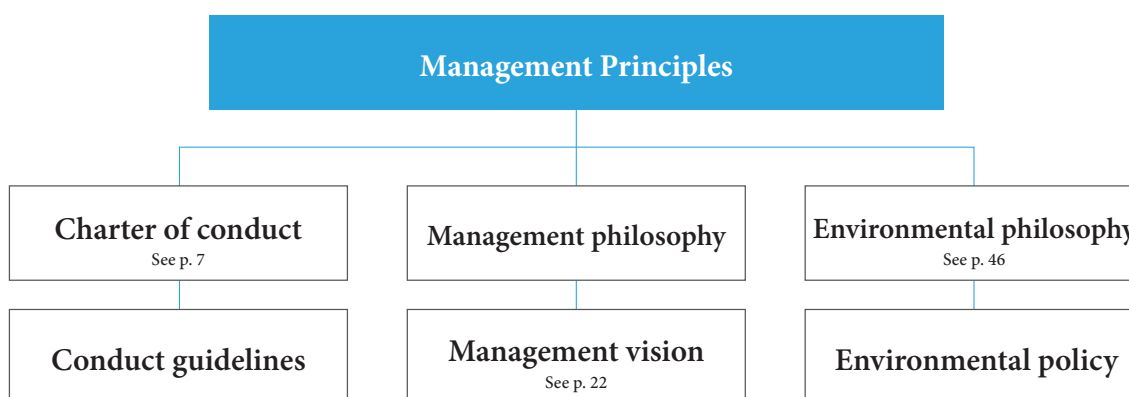 Management Principles
Charter of conduct
See p. 7
Management philosophy
Environmental philosophy
See p. 46
Conduct guidelines
Management vision
See p. 22
Environmental policy